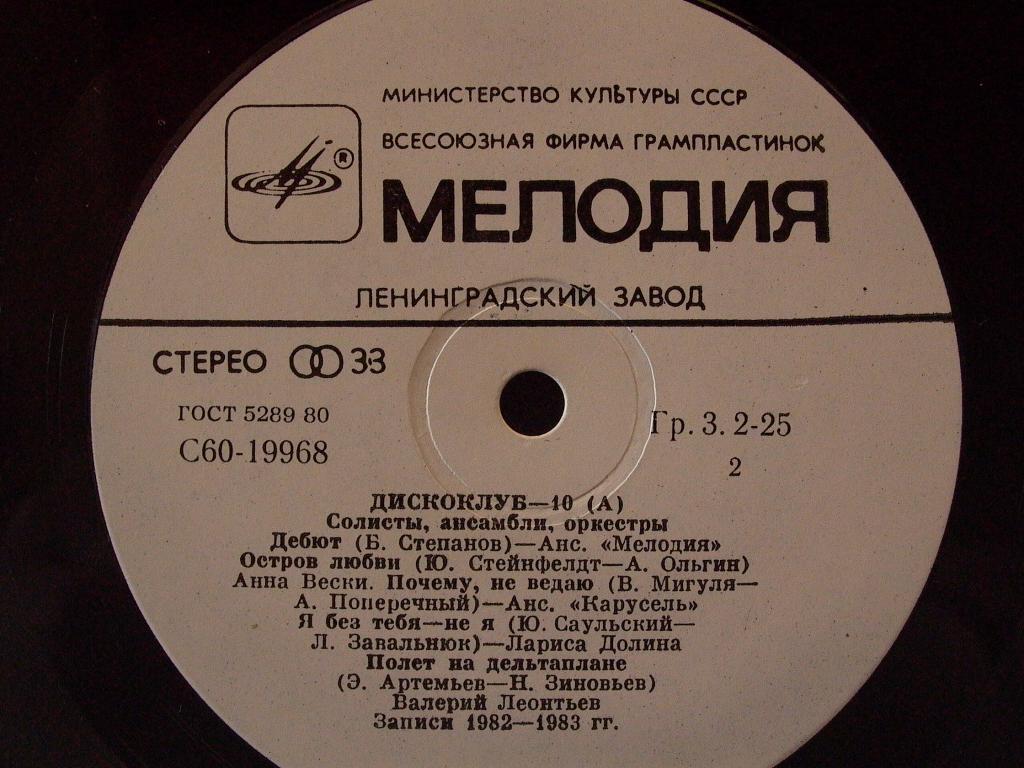 МИНИСТЕРСТВО КУЛЬТУРЫ СССР
ВСЕСОЮЗНАЯ ФИРМА ГРАМПЛАСТИНОК
®
МЕЛОДИЯ
ЛЕНИНГРАДСКИЙ ЗАВОД
СТЕРЕО 33
ГОСТ 5289 80
С60-19968
Гр. 3. 2-25
2
ДИСКОКЛУБ—10 (А)
Солисты, ансамбли, оркестры
Дебют (Б. Степанов)—Анс. «Мелодия»
Остров любви (Ю. Стейнфелдт—А. Ольгин)
Анна Вески. Почему, не ведаю (В. Мигуля—
А. Поперечный)—Анс. «Карусель»
Я без тебя—не я (Ю. Саульский—
Л. Завальнюк)—Лариса Долина
Полет на дельтаплане
(Э. Артемьев—Н. Зиновьев)
Валерий Леонтьев
Записи 1982—1983 гг.